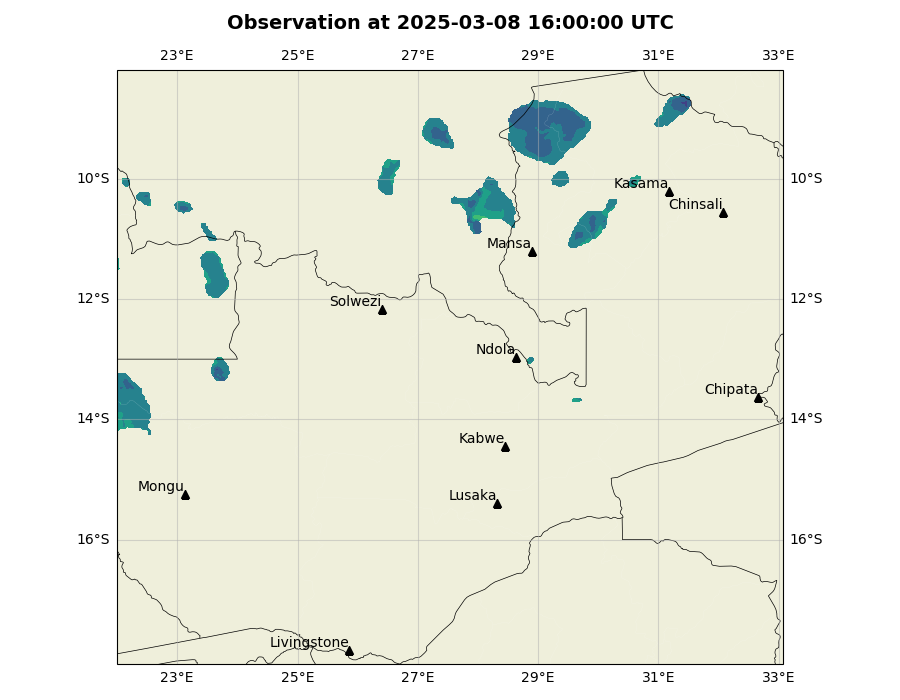 Observation at 2025-03-08 16:00:00 UTC
23°E 25°E 27°E 29°E 31°E 33°E
10°S 10°S
Kasama
Chinsali
Mansa
12°S 12°S
Solwezi
Ndola
Chipata
14°S 14°S
Kabwe
Mongu
Lusaka
16°S 16°S
Livingstone
23°E 25°E 27°E 29°E 31°E 33°E